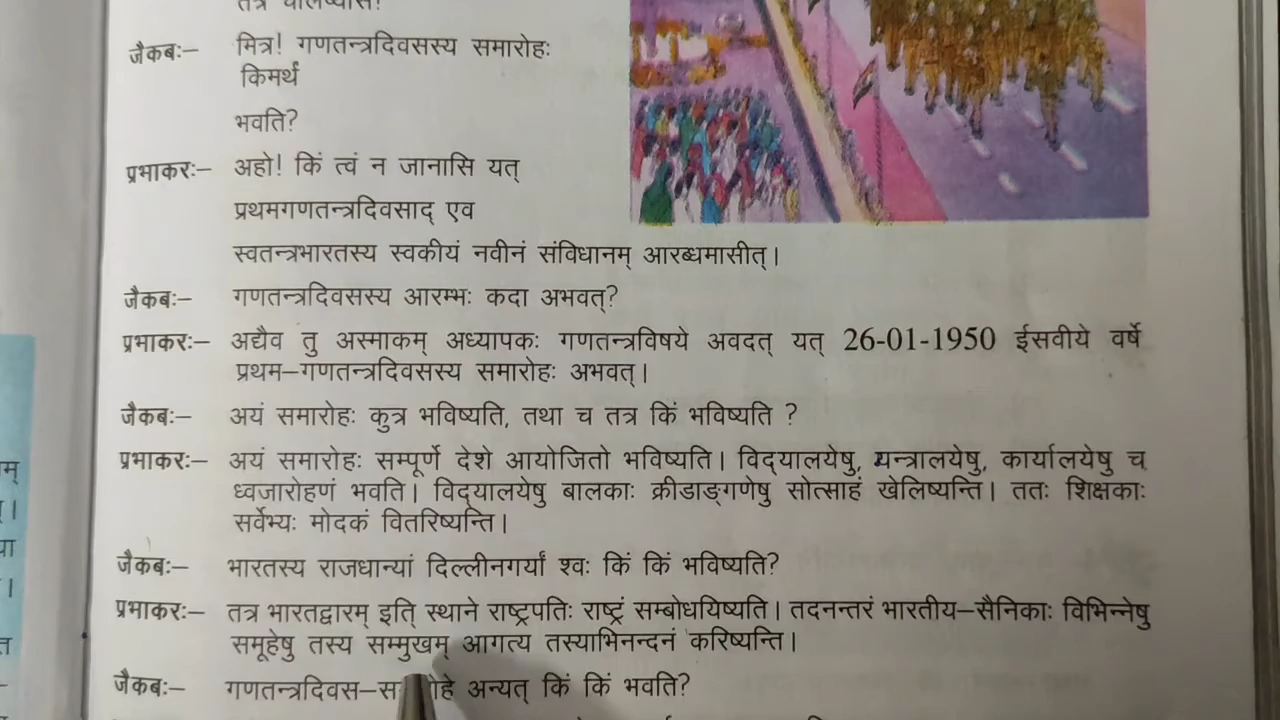 जैकबः– मित्र! गणतन्त्रदिवसस्य समारोहः
किमर्थं
भवति?
प्रभाकरः– अहो! किं त्वं न जानासि यत्
प्रथमगणतन्त्रदिवसाद् एव
स्वतन्त्रभारतस्य स्वकीयं नवीनं संविधानम् आरब्धमासीत्।
जैकबः– गणतन्त्रदिवसस्य आरम्भः कदा अभवत्?
प्रभाकरः– अद्यैव तु अस्माकम् अध्यापकः गणतन्त्रविषये अवदत् यत् 26-01-1950 ईसवीये वर्षे
प्रथम–गणतन्त्रदिवसस्य समारोहः अभवत्।
जैकबः– अयं समारोहः कुत्र भविष्यति, तथा च तत्र किं भविष्यति ?
प्रभाकरः– अयं समारोहः सम्पूर्णे देशे आयोजितो भविष्यति। विद्‌यालयेषु, यन्त्रालयेषु, कार्यालयेषु च
ध्वजारोहणं भवति। विद्‌यालयेषु बालकाः क्रीडाङ्गणेषु सोत्साहं खेलिष्यन्ति। ततः शिक्षकाः
सर्वेभ्यः मोदकं वितरिष्यन्ति।
जैकबः– भारतस्य राजधान्यां दिल्लीनगर्यां श्वः किं किं भविष्यति?
प्रभाकरः– तत्र भारतद्वारम् इति् स्थाने राष्ट्रपतिः राष्ट्रं सम्बोधयिष्यति। तदनन्तरं भारतीय–सैनिकाः विभिन्नेषु
समूहेषु तस्य सम्मुखम् आगत्य तस्याभिनन्दनं करिष्यन्ति।
जैकबः– गणतन्त्रदिवस– अन्यत् किं किं भवति?